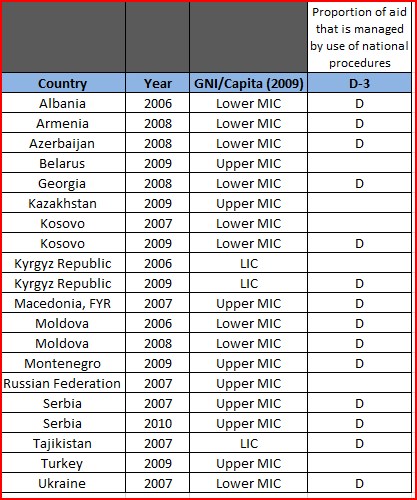 Proportion of aid
that is managed
by use of national
procedures
Country Year GNI/Capita (2009) D-3
Albania 2006 Lower MIC D
Armenia 2008 Lower MIC D
Azerbaijan 2008 Lower MIC D
Belarus 2009 Upper MIC
Georgia 2008 Lower MIC D
Kazakhstan 2009 Upper MIC
Kosovo 2007 Lower MIC
Kosovo 2009 Lower MIC D
Kyrgyz Republic 2006 LIC
Kyrgyz Republic 2009 LIC D
Macedonia, FYR 2007 Upper MIC D
Moldova 2006 Lower MIC D
Moldova 2008 Lower MIC D
Montenegro 2009 Upper MIC D
Russian Federation 2007 Upper MIC
Serbia 2007 Upper MIC D
Serbia 2010 Upper MIC D
Tajikistan 2007 LIC D
Turkey 2009 Upper MIC
Ukraine 2007 Lower MIC D